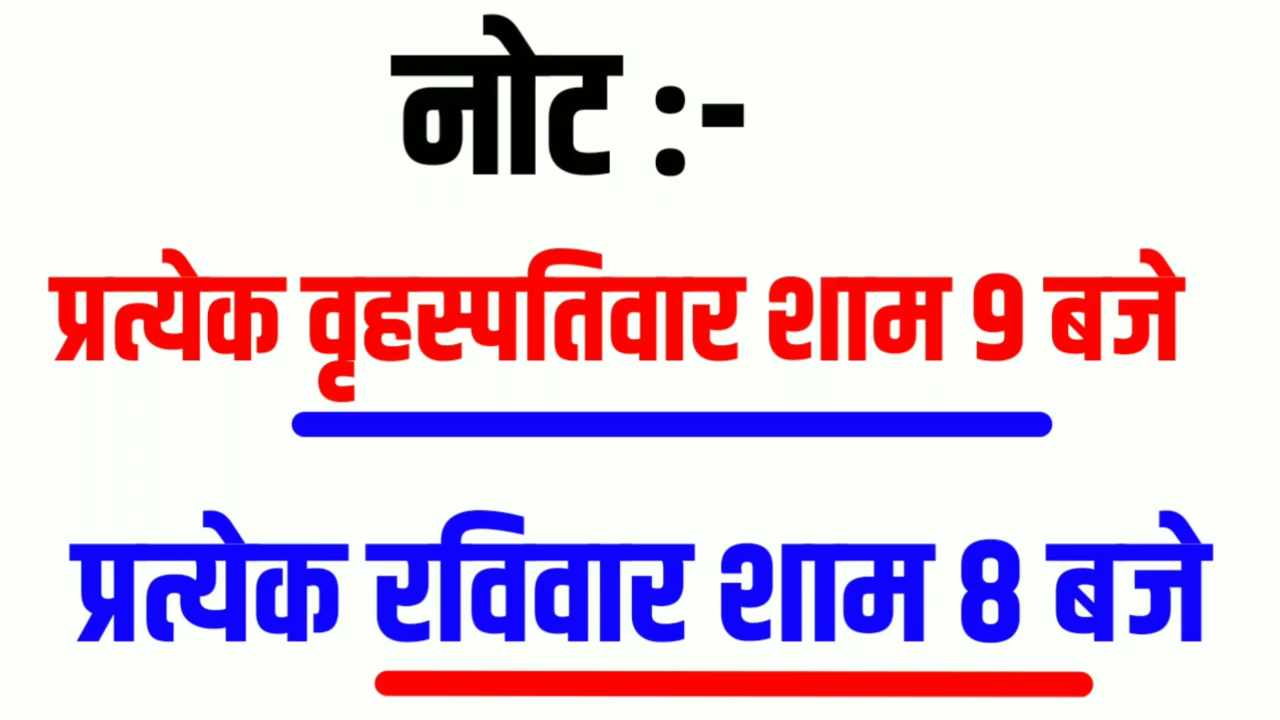 नोट :-
प्रत्येक वृहस्पतिवार शाम 9 बजे
प्रत्येक रविवार शाम 8 बजे